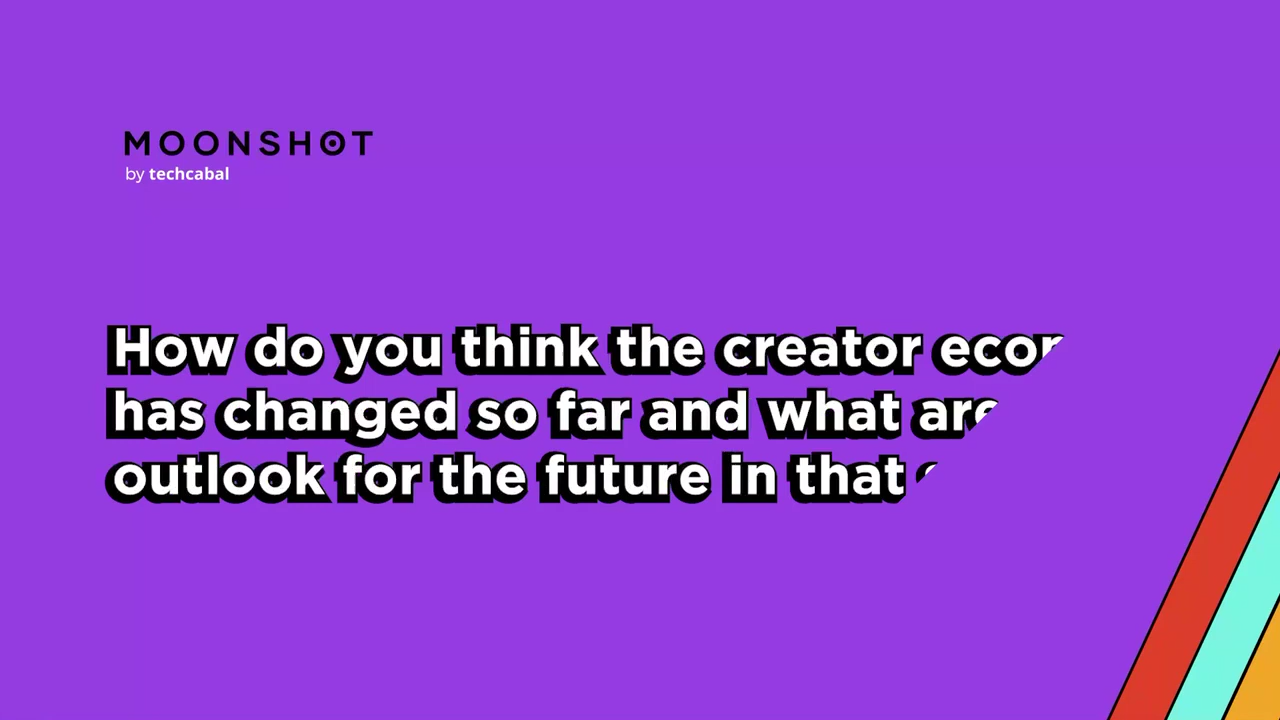 MOONSHOT
by techcabal
How do you think the creator
has changed so far and what are
outlook for the future in that